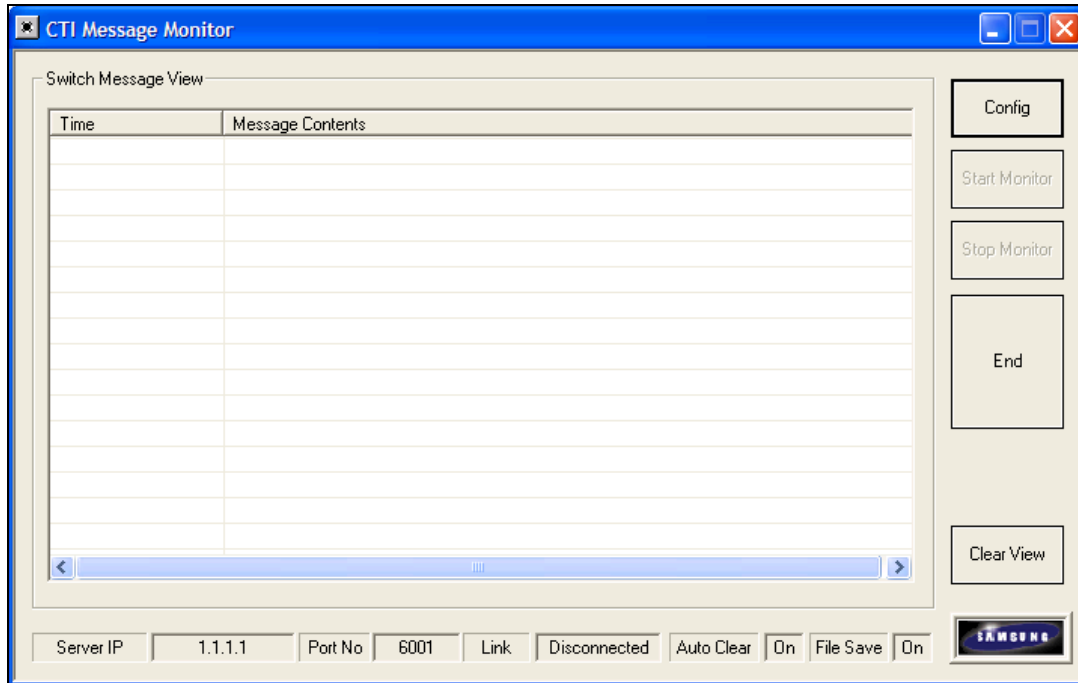 CTI Message Monitor
Switch Message View
Time Message Contents
Config
Start Monitor
Stop Monitor
End
Clear View
Server IP 1.1.1.1 Port No 6001 Link Disconnected Auto Clear On File Save On
SAMSUNG